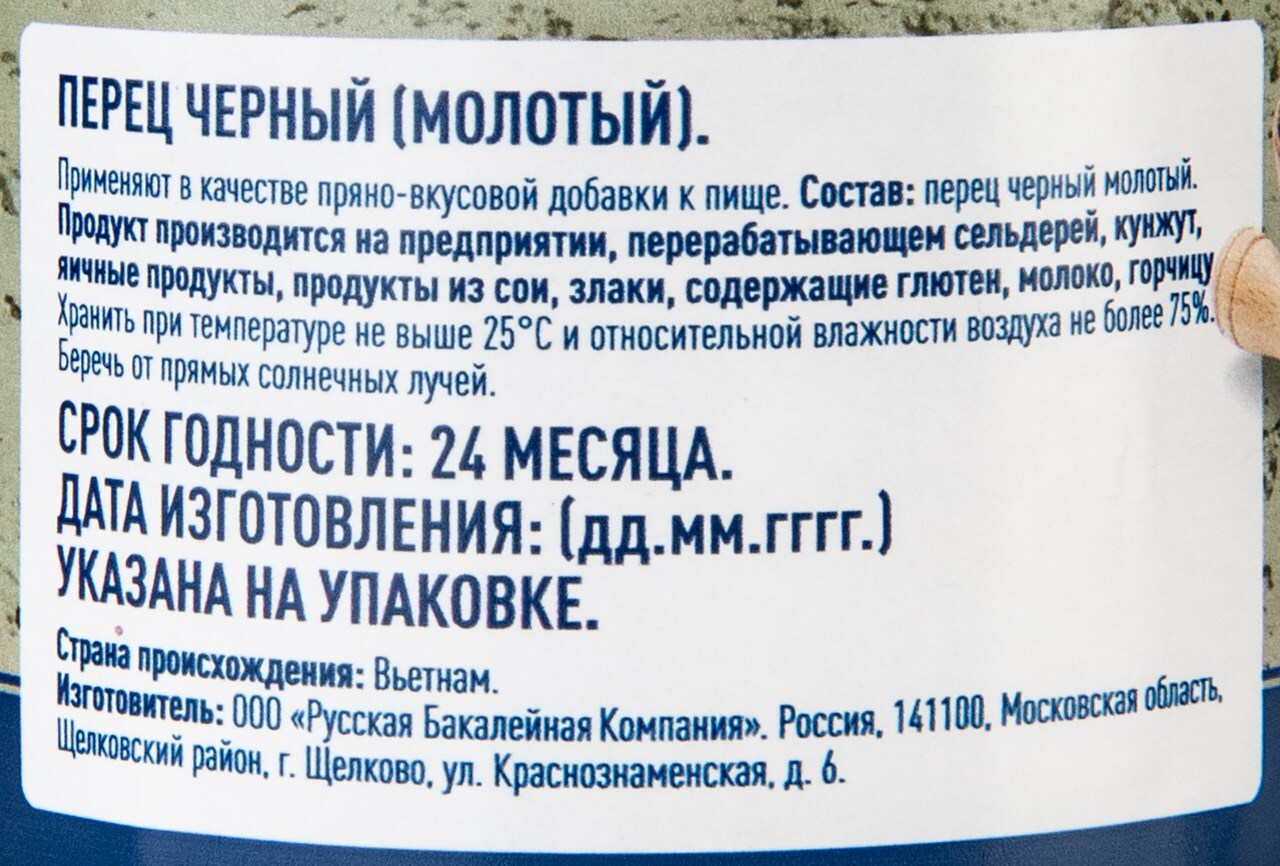 ПЕРЕЦ ЧЕРНЫЙ (МОЛОТЫЙ).
Применяют в качестве пряно-вкусовой добавки к пище. Состав: перец черный молотый.
Продукт производится на предприятии, перерабатывающем сельдерей, кунжут,
яичные продукты, продукты из сои, злаки, содержащие глютен, молоко, горчицу
Хранить при температуре не выше 25°С и относительной влажности воздуха не более 75%.
Беречь от прямых солнечных лучей.
СРОК ГОДНОСТИ: 24 МЕСЯЦА.
ДАТА ИЗГОТОВЛЕНИЯ: (дд.мм.гггг.)
УКАЗАНА НА УПАКОВКЕ.
Страна происхождения: Вьетнам.
Изготовитель: ООО «Русская Бакалейная Компания». Россия, 141100, Московская область,
Щелковский район, г. Щелково, ул. Краснознаменская, д. 6.